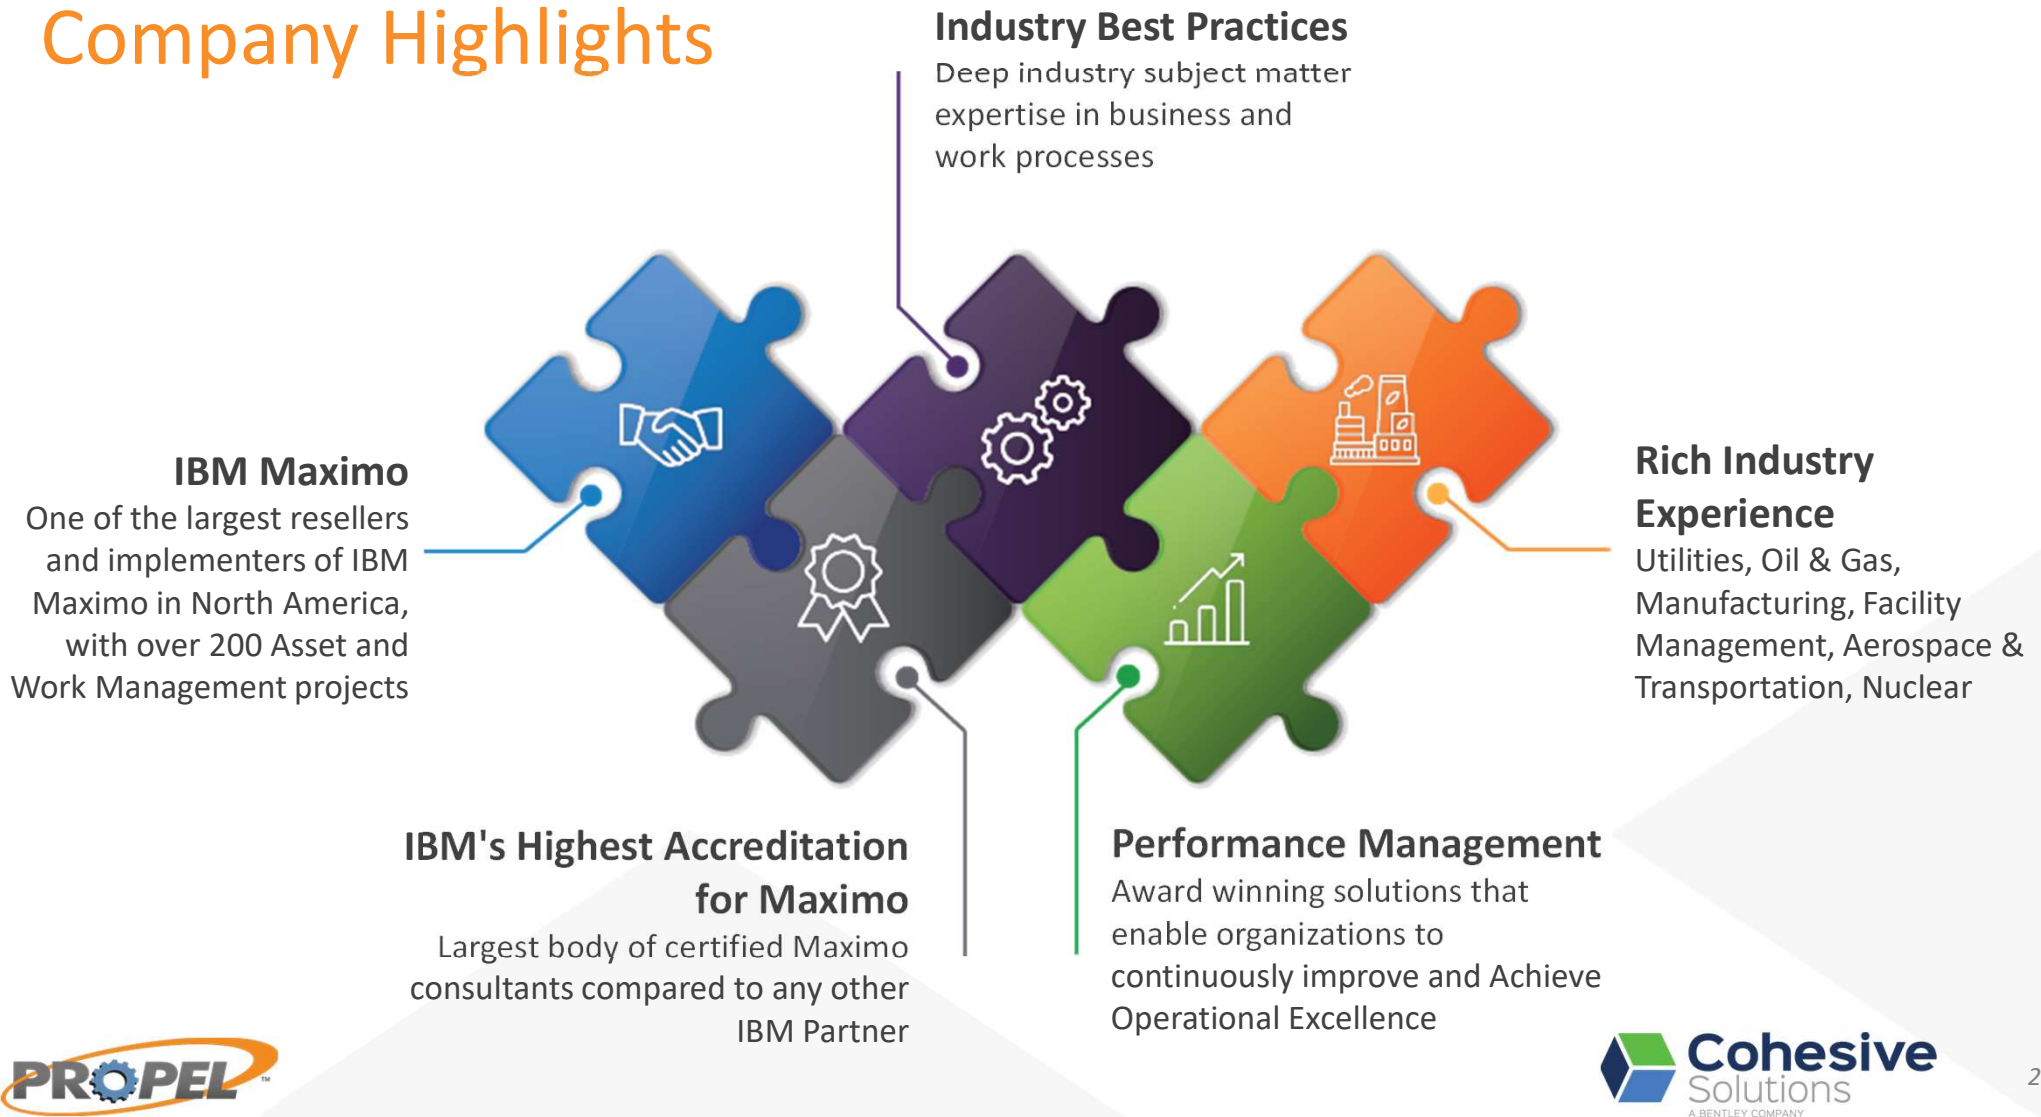 Company Highlights
Industry Best Practices
Deep industry subject matter
expertise in business and
work processes
IBM Maximo
One of the largest resellers
and implementers of IBM
Maximo in North America,
with over 200 Asset and
Work Management projects
Rich Industry
Experience
Utilities, Oil & Gas,
Manufacturing, Facility
Management, Aerospace &
Transportation, Nuclear
IBM's Highest Accreditation
for Maximo
Largest body of certified Maximo
consultants compared to any other
IBM Partner
Performance Management
Award winning solutions that
enable organizations to
continuously improve and Achieve
Operational Excellence
PROPEL™
Cohesive
Solutions
A BENTLEY COMPANY
2